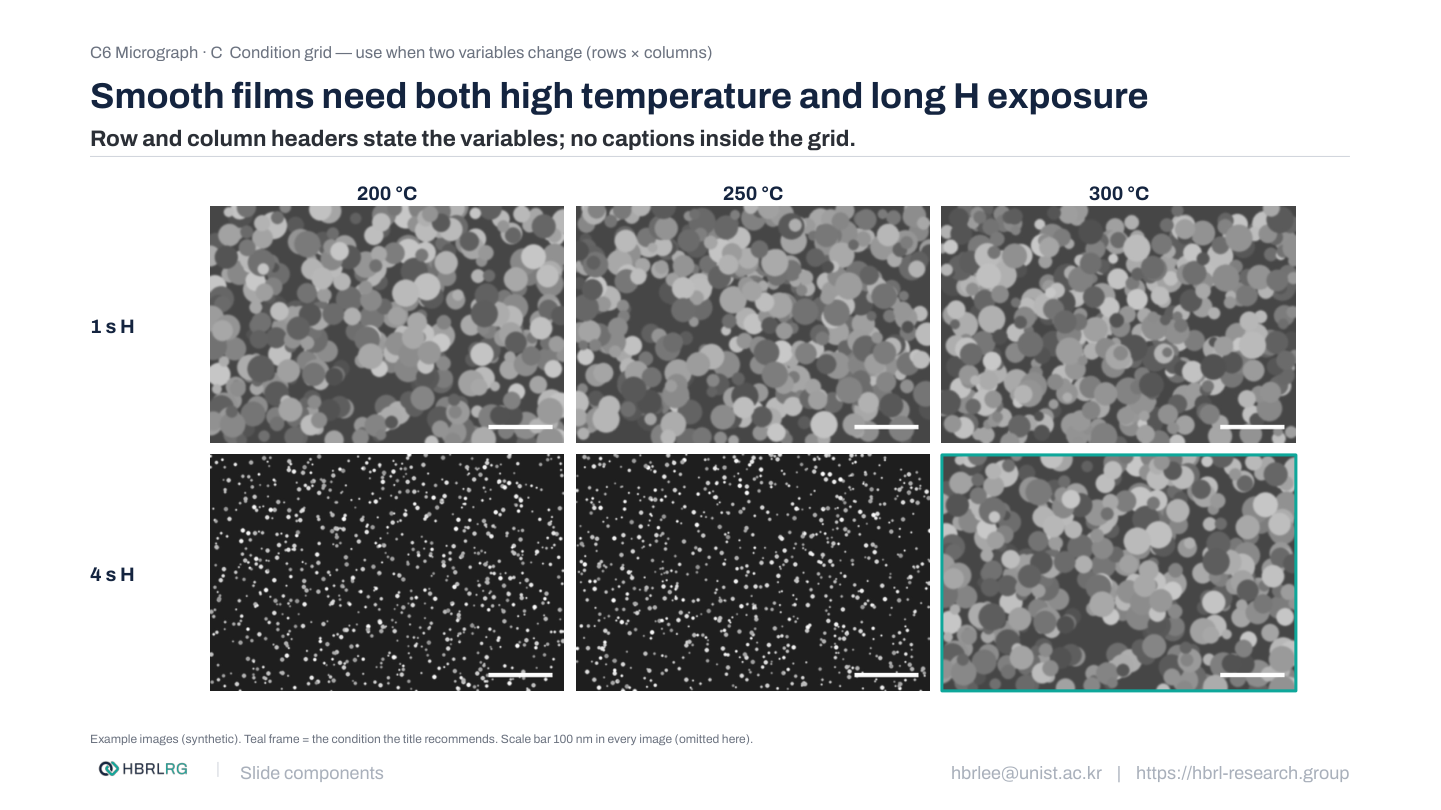 C6 Micrograph · C  Condition grid — use when two variables change (rows × columns)
Smooth films need both high temperature and long H exposure
Row and column headers state the variables; no captions inside the grid.
200 °C
250 °C
300 °C
1 s H
4 s H
Example images (synthetic). Teal frame = the condition the title recommends. Scale bar 100 nm in every image (omitted here).
HBRLRG
Slide components
hbrlee@unist.ac.kr | https://hbrl-research.group